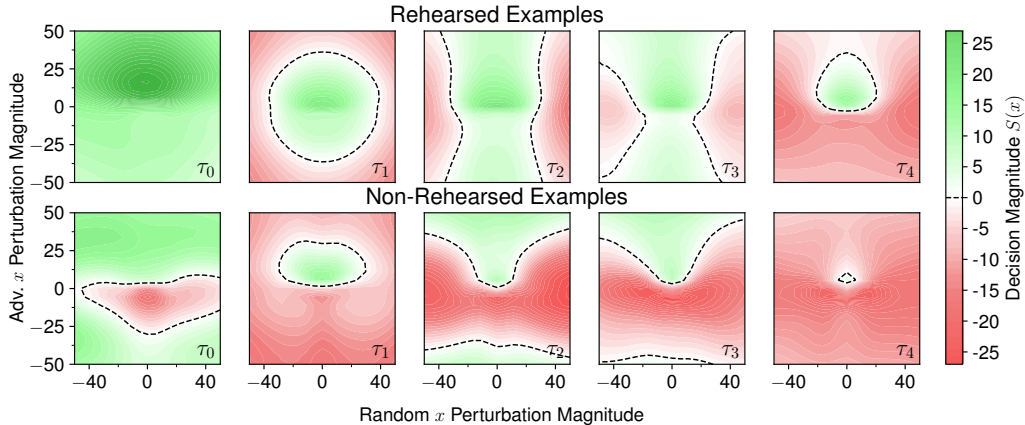 Rehearsed Examples
50
25
0
−25
−50
τ0
τ1
τ2
τ3
τ4
Non-Rehearsed Examples
50
25
0
−25
−50
τ0
τ1
τ2
τ3
τ4
−40 0 40
−40 0 40
−40 0 40
−40 0 40
−40 0 40
Adv. x Perturbation Magnitude
Random x Perturbation Magnitude
25
20
15
10
5
0
-5
-10
-15
-20
-25
Decision Magnitude S(x)